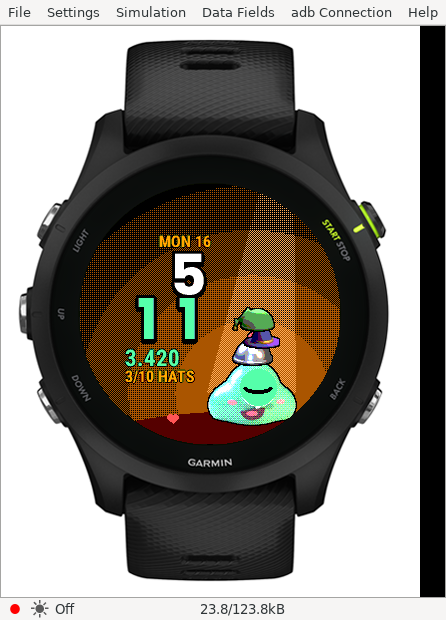 File Settings Simulation Data Fields adb Connection Help
LIGHT
START STOP
MON 16
5
UP
11
3.420
3/10 HATS
DOWN
BACK
GARMIN
Off 23.8/123.8kB